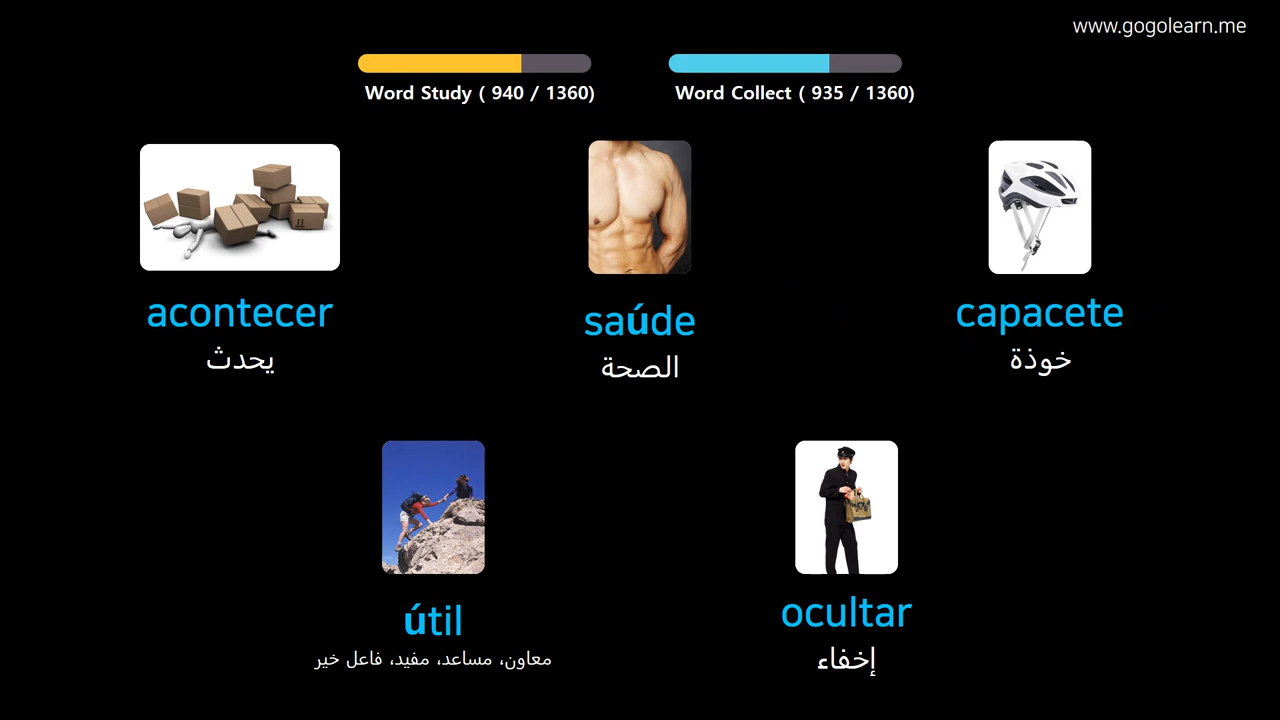 www.gogolearn.me
Word Study ( 940 / 1360)
Word Collect ( 935 / 1360)
acontecer
يحدث
saúde
الصحة
capacete
خوذة
útil
معاون، مساعد، مفيد، فاعل خير
ocultar
إخفاء